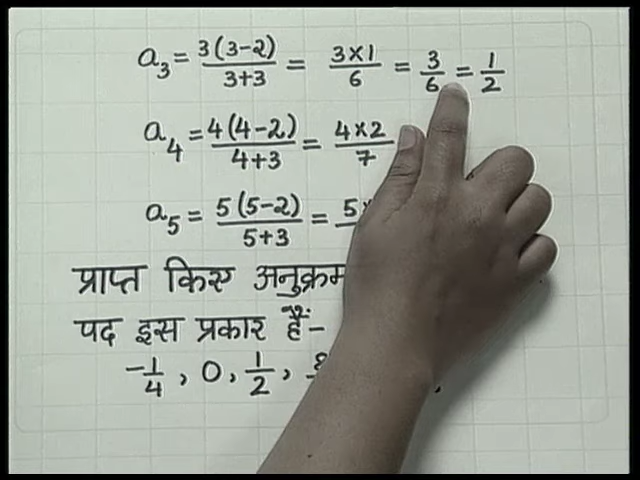 a₃ = 3(3-2)/3+3 = 3×1/6 = 3/6 = 1/2
a₄ = 4(4-2)/4+3 = 4×2/7
a₅ = 5(5-2)/5+3 = 5
प्राप्त किए अनुक्रम
पद इस प्रकार हैं-
-1/4, 0, 1/2,